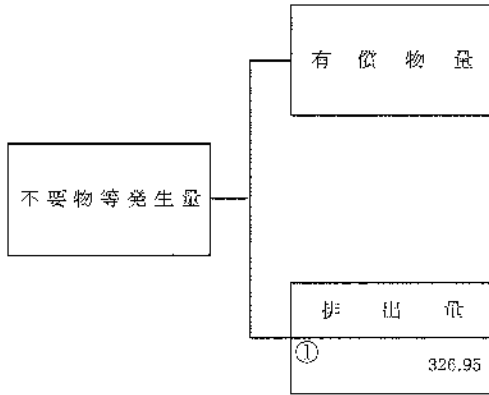 有償物量
不要物等発生量
排出量
①
326.95